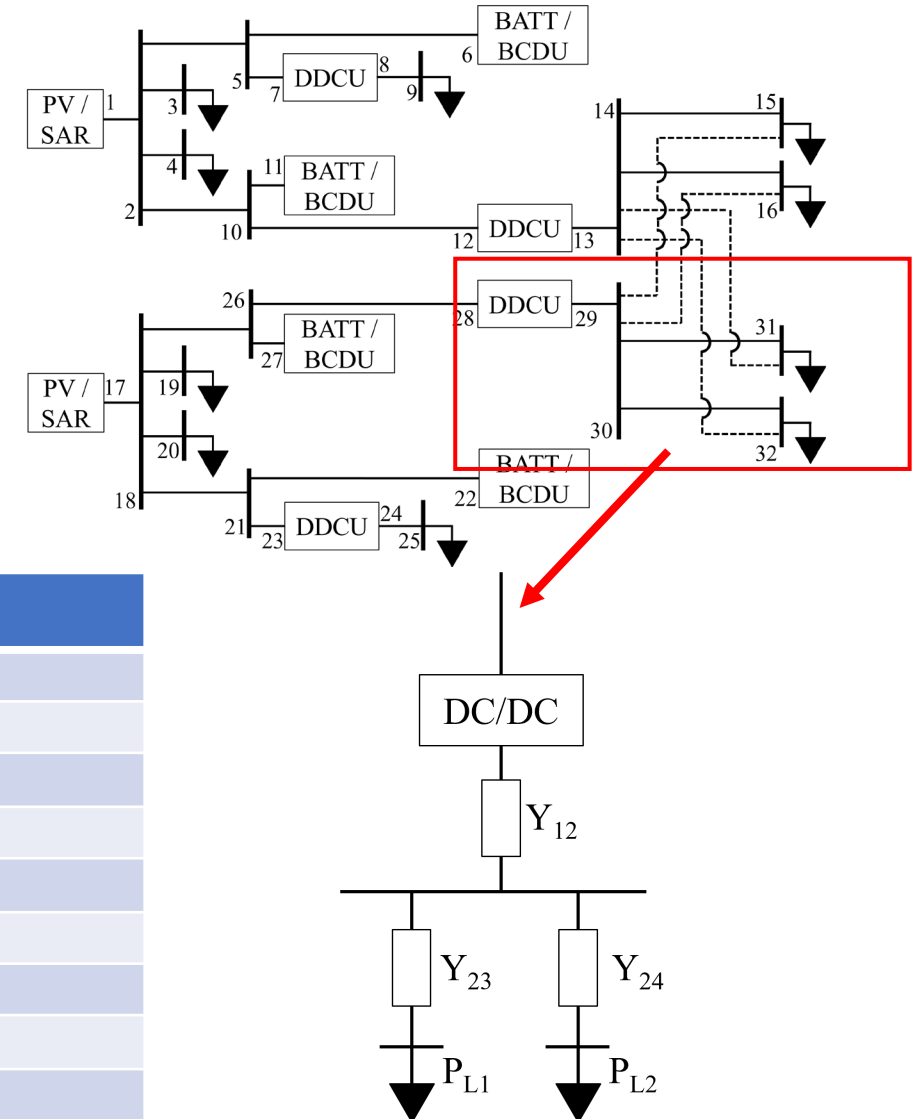 BATT /
BCDU
6
8
DDCU
5
7
9
PV /
SAR
1
3
4
2
11
BATT /
BCDU
10
12
DDCU
13
14
15
16
26
28
DDCU
29
BATT /
BCDU
27
31
30
32
PV /
SAR
17
19
20
18
BATT /
BCDU
22
21
23
DDCU
24
25
DC/DC
Y12
Y23
Y24
PL1
PL2